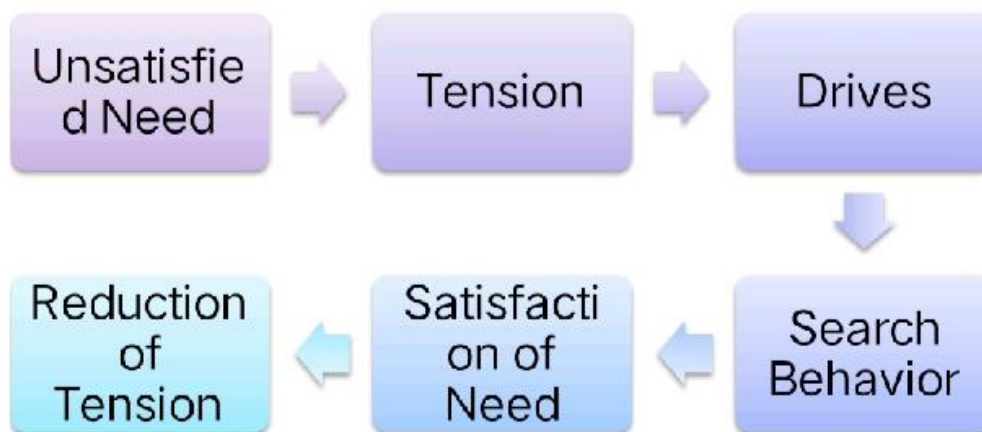 Unsatisfie
d Need
Tension
Drives
Search
Behavior
Satisfacti
on of
Need
Reduction
of
Tension